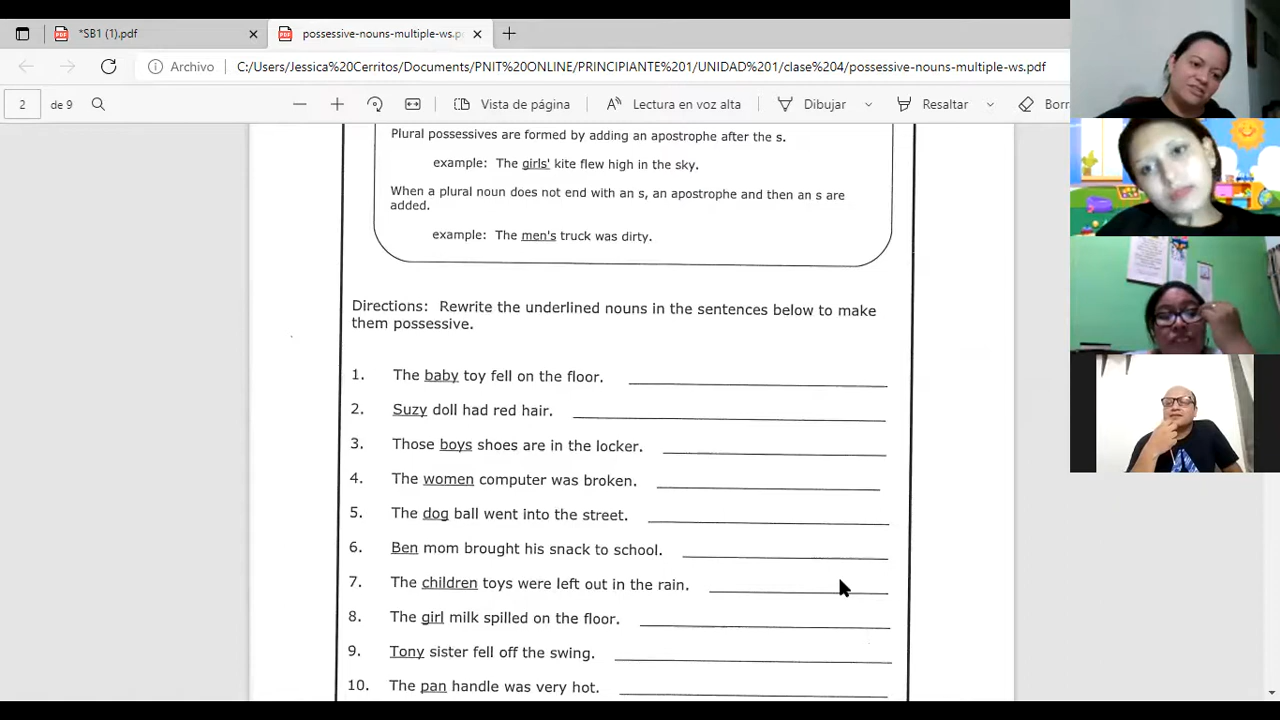 *SB1 (1).pdf
possessive-nouns-multiple-ws.p
Archivo
C:/Users/Jessica%20Cerritos/Documents/PNIT%20ONLINE/PRINCIPIANTE%201/UNIDAD%201/clase%204/possessive-nouns-multiple-ws.pdf
2 de 9
Vista de página
Lectura en voz alta
Dibujar
Resaltar
Borr
Plural possessives are formed by adding an apostrophe after the s.
example: The girls' kite flew high in the sky.
When a plural noun does not end with an s, an apostrophe and then an s are
added.
example: The men's truck was dirty.
Directions: Rewrite the underlined nouns in the sentences below to make
them possessive.
1. The baby toy fell on the floor.
2. Suzy doll had red hair.
3. Those boys shoes are in the locker.
4. The women computer was broken.
5. The dog ball went into the street.
6. Ben mom brought his snack to school.
7. The children toys were left out in the rain.
8. The girl milk spilled on the floor.
9. Tony sister fell off the swing.
10. The pan handle was very hot.